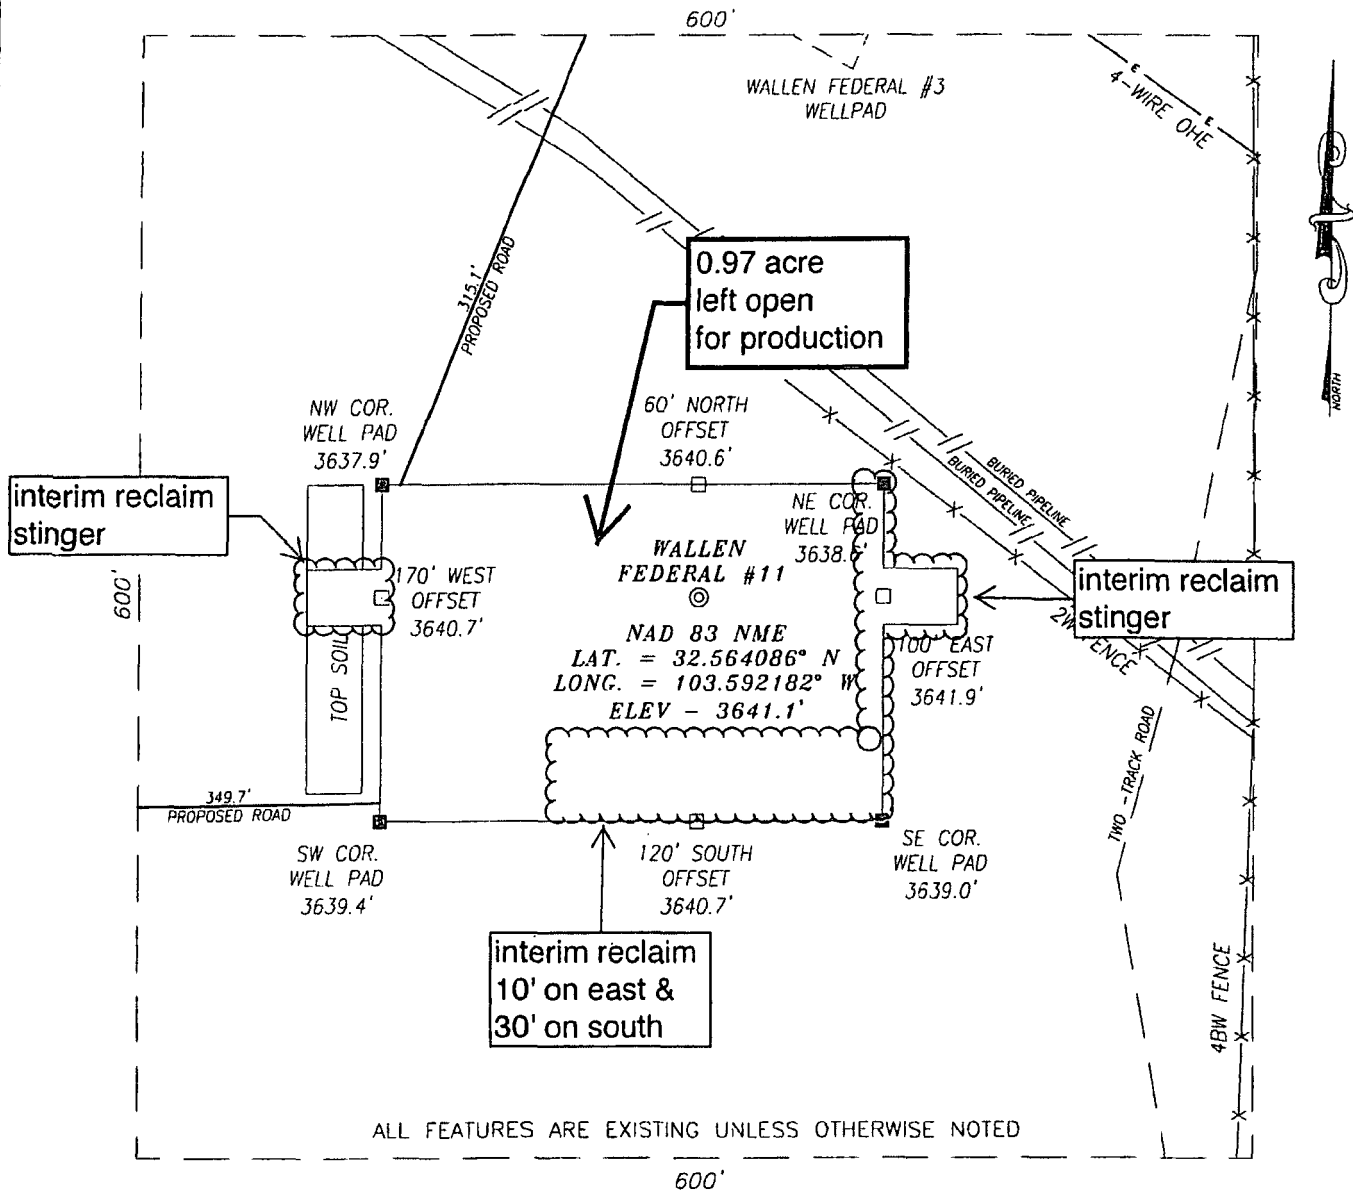 600'
WALLEN FEDERAL #3
WELLPAD
E
4-WIRE OHE
E
NORTH
315.1'
PROPOSED ROAD
0.97 acre
left open
for production
NW COR.
WELL PAD
3637.9'
60' NORTH
OFFSET
3640.6'
BURIED PIPELINE
BURIED PIPELINE
interim reclaim
stinger
NE COR.
WELL PAD
WALLEN
FEDERAL #11
170' WEST
OFFSET
3640.7'
600'
interim reclaim
stinger
NAD 83 NME
LAT. = 32.564086° N
LONG. = 103.592182° W
ELEV - 3641.1'
100' EAST
OFFSET
3641.9'
FENCE
TOP SOIL
TWO-TRACK ROAD
349.7'
PROPOSED ROAD
SW COR.
WELL PAD
3639.4'
120' SOUTH
OFFSET
3640.7'
SE COR.
WELL PAD
3639.0'
interim reclaim
10' on east &
30' on south
4BW FENCE
ALL FEATURES ARE EXISTING UNLESS OTHERWISE NOTED
600'